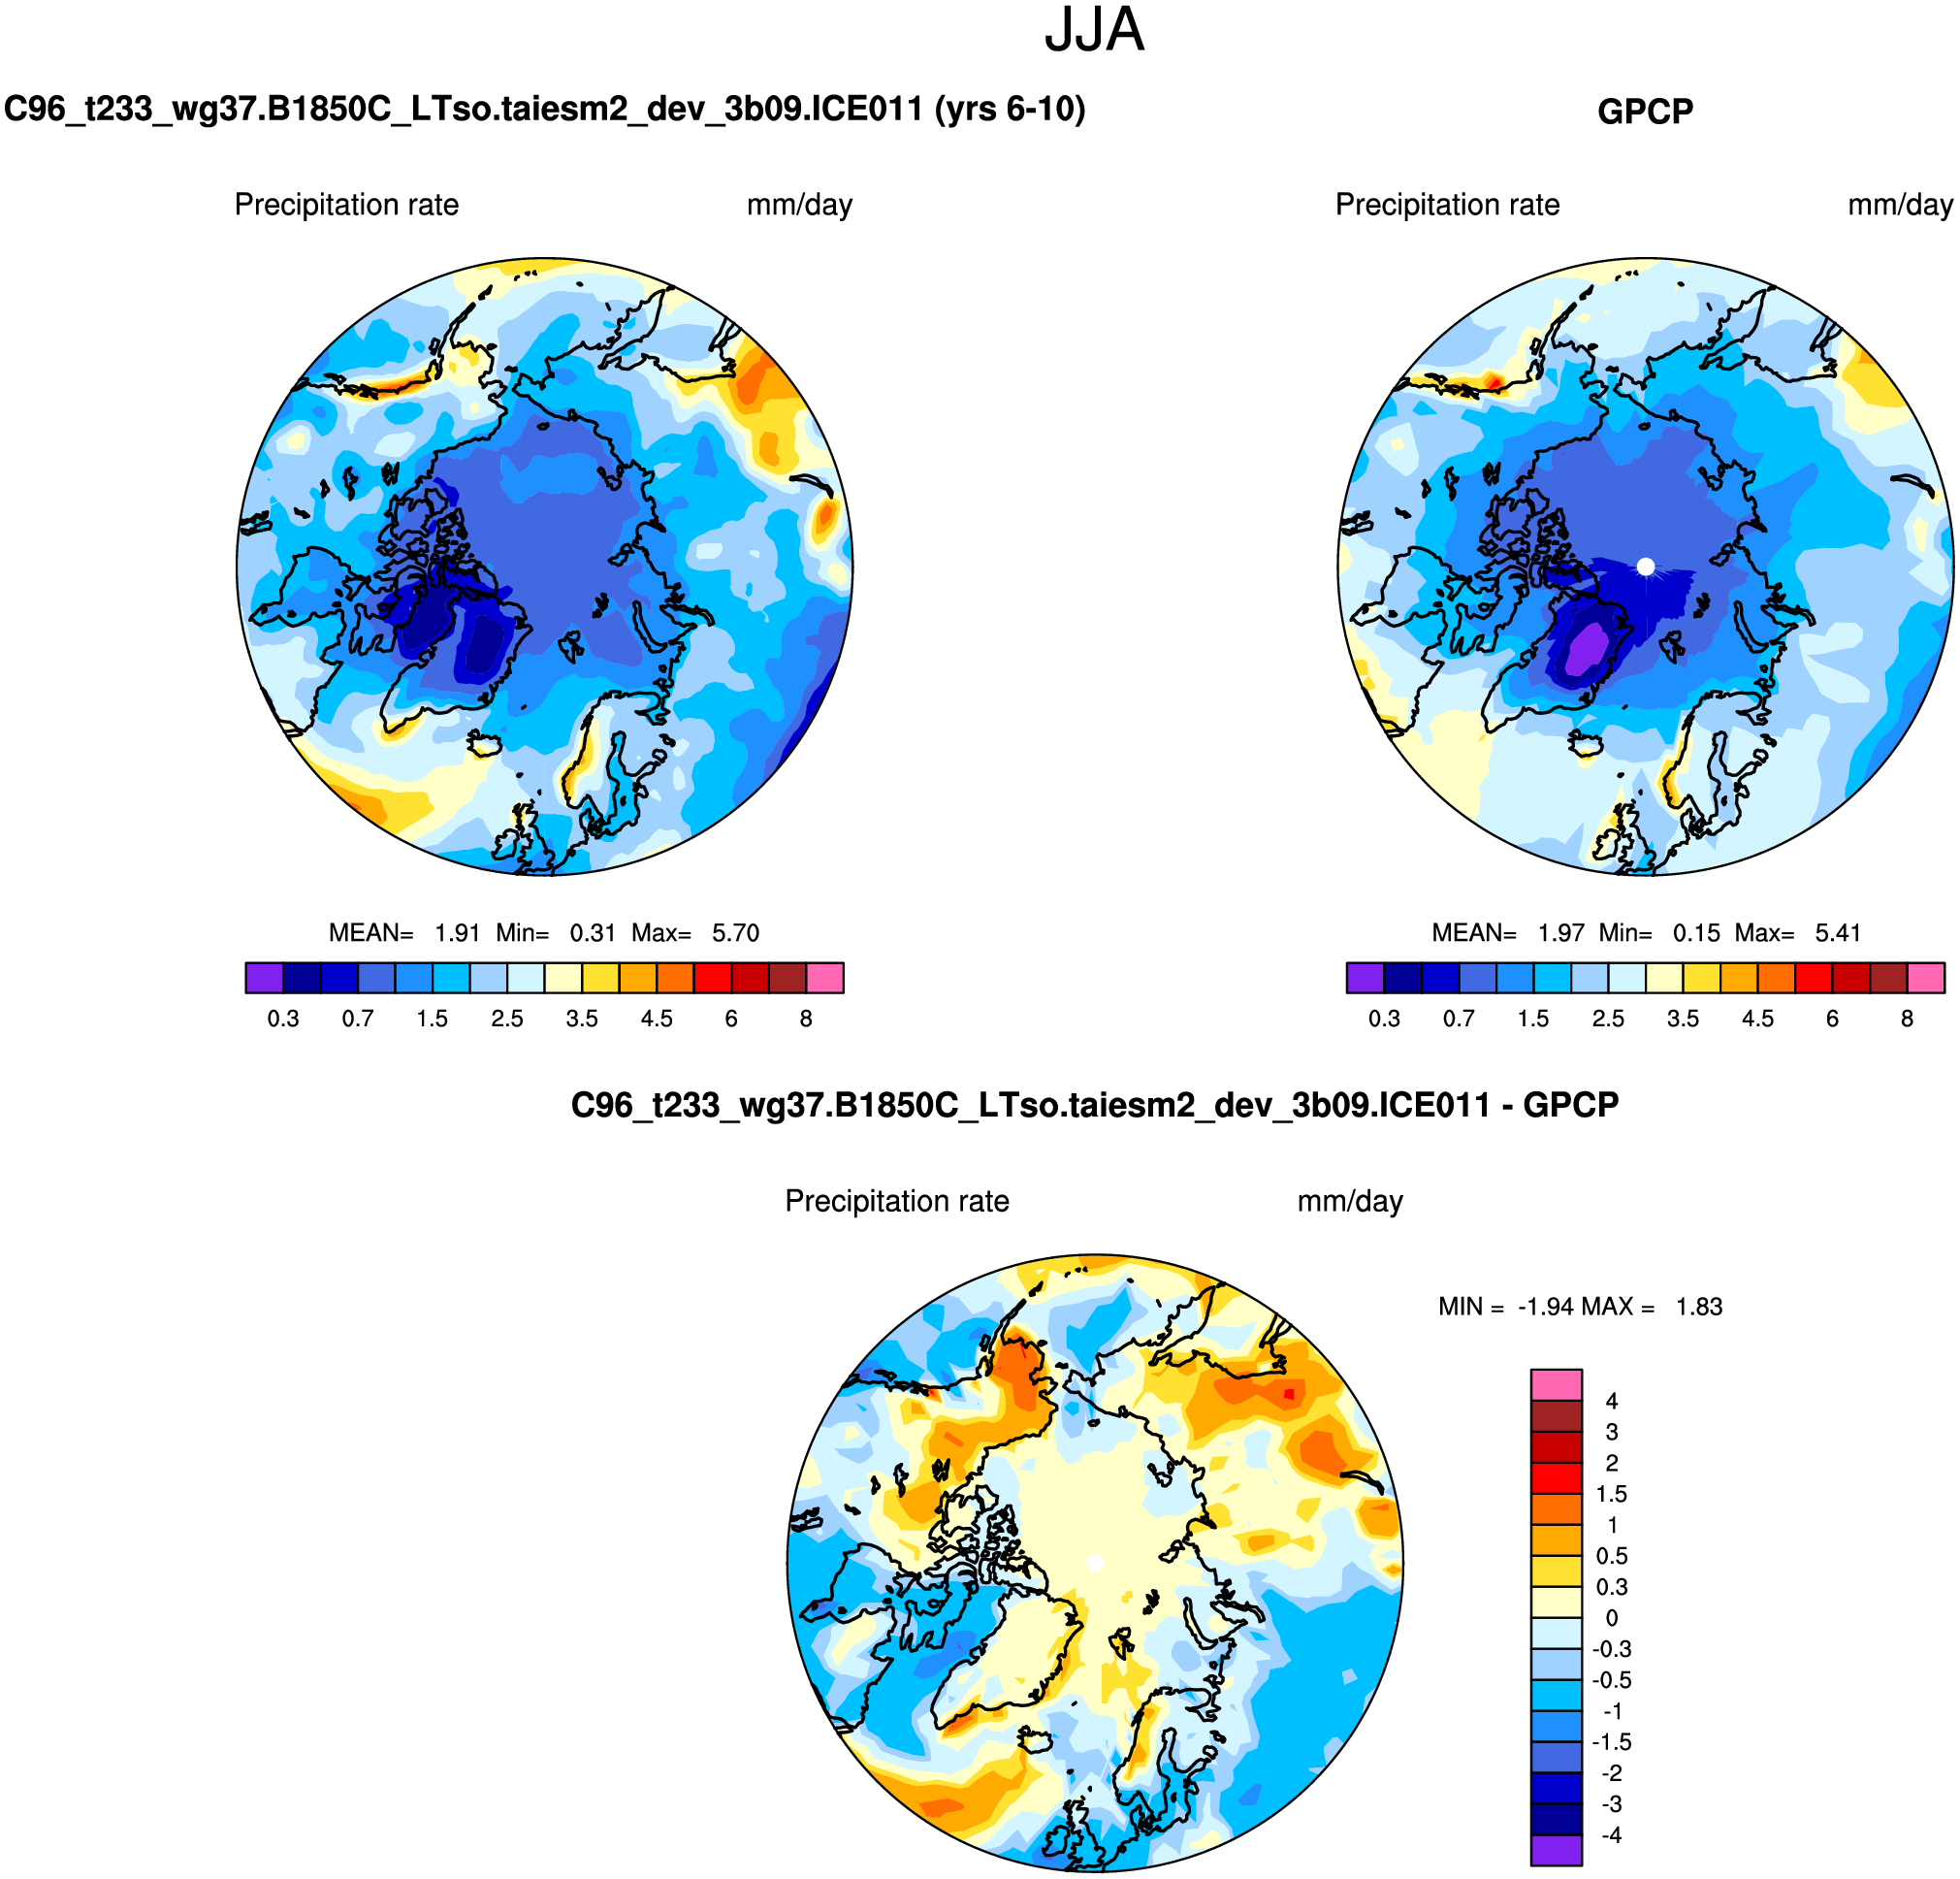 JJA
C96_t233_wg37.B1850C_LTso.taiesm2_dev_3b09.ICE011 (yrs 6-10)
GPCP
Precipitation rate mm/day
Precipitation rate mm/day
MEAN= 1.91 Min= 0.31 Max= 5.70
0.3 0.7 1.5 2.5 3.5 4.5 6 8
MEAN= 1.97 Min= 0.15 Max= 5.41
0.3 0.7 1.5 2.5 3.5 4.5 6 8
C96_t233_wg37.B1850C_LTso.taiesm2_dev_3b09.ICE011 - GPCP
Precipitation rate mm/day
MIN = -1.94 MAX = 1.83
4
3
2
1.5
1
0.5
0.3
0
-0.3
-0.5
-1
-1.5
-2
-3
-4